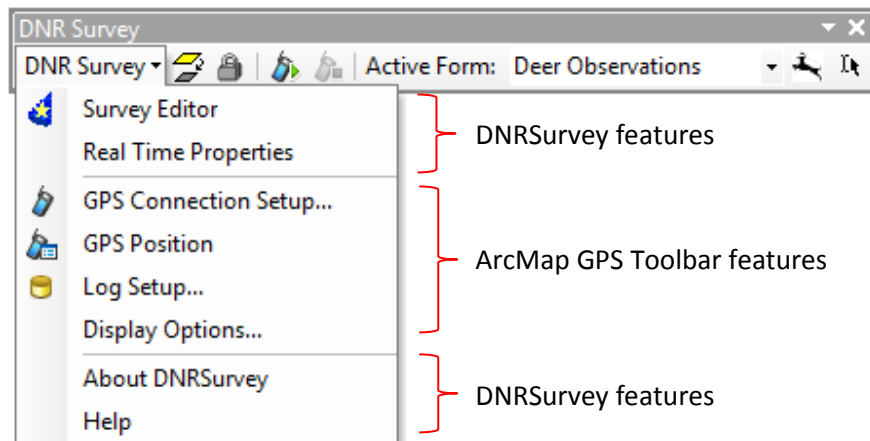 DNR Survey
DNR Survey Active Form: Deer Observations
Survey Editor
DNRSurvey features
Real Time Properties
GPS Connection Setup...
GPS Position
ArcMap GPS Toolbar features
Log Setup...
Display Options...
About DNRSurvey
DNRSurvey features
Help